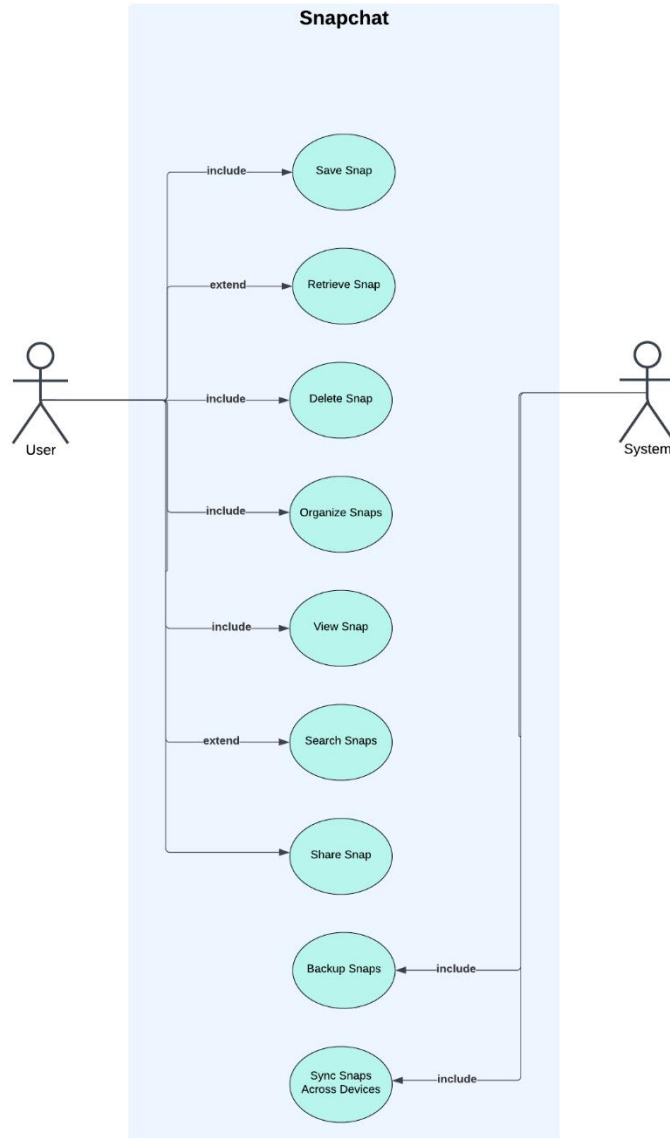 Snapchat
include
Save Snap
extend
Retrieve Snap
include
Delete Snap
User
System
include
Organize Snaps
include
View Snap
extend
Search Snaps
Share Snap
Backup Snaps
include
Sync Snaps
Across Devices
include